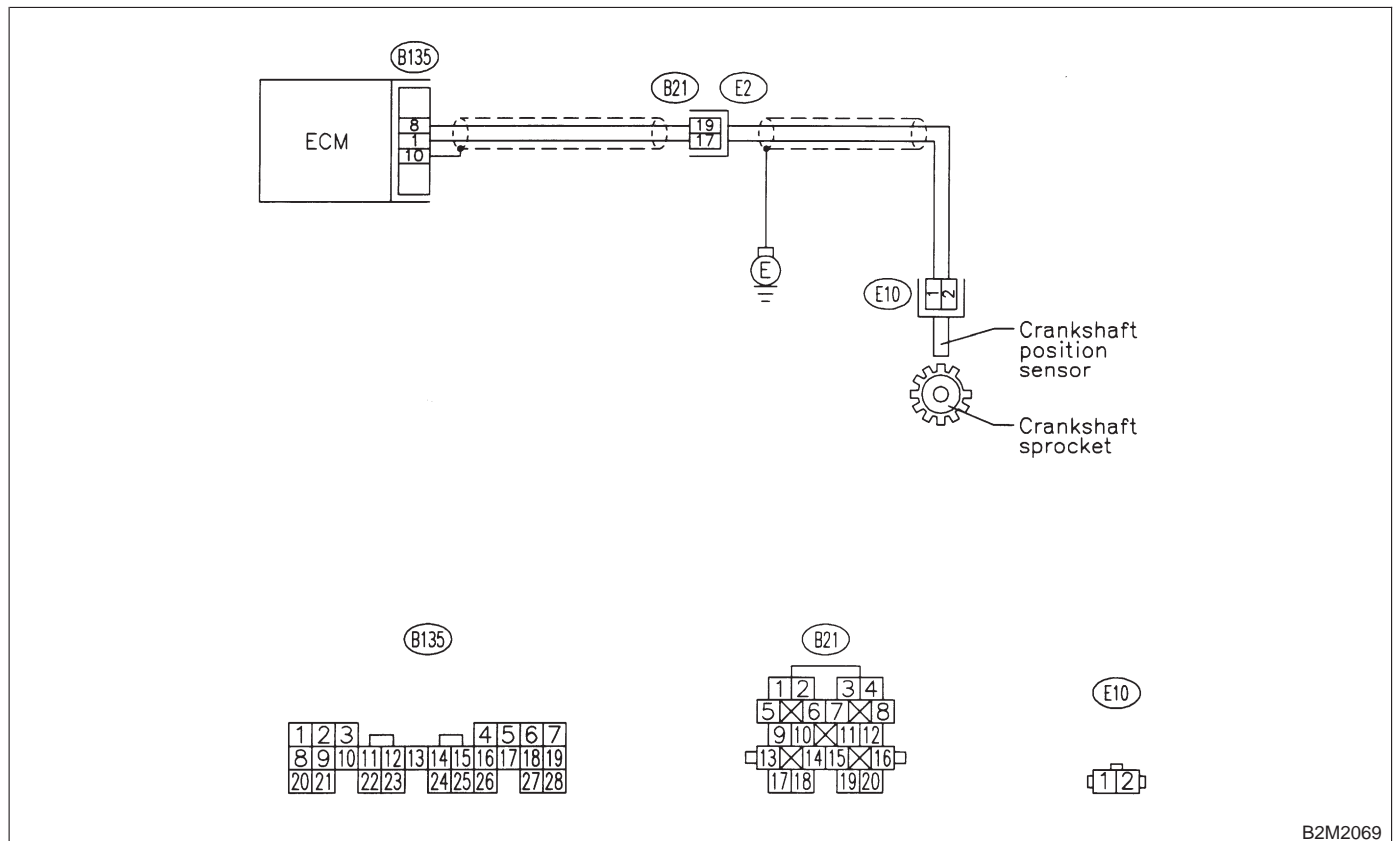 B135
B21 E2
ECM
8
1
10
19
17
E
E10
1 2
Crankshaft
position
sensor
Crankshaft
sprocket
B135
1 2 3 4 5 6 7
8 9 10 11 12 13 14 15 16 17 18 19
20 21 22 23 24 25 26 27 28
B21
1 2 3 4
5 6 7 8
9 10 11 12
13 14 15 16
17 18 19 20
E10
1 2
B2M2069